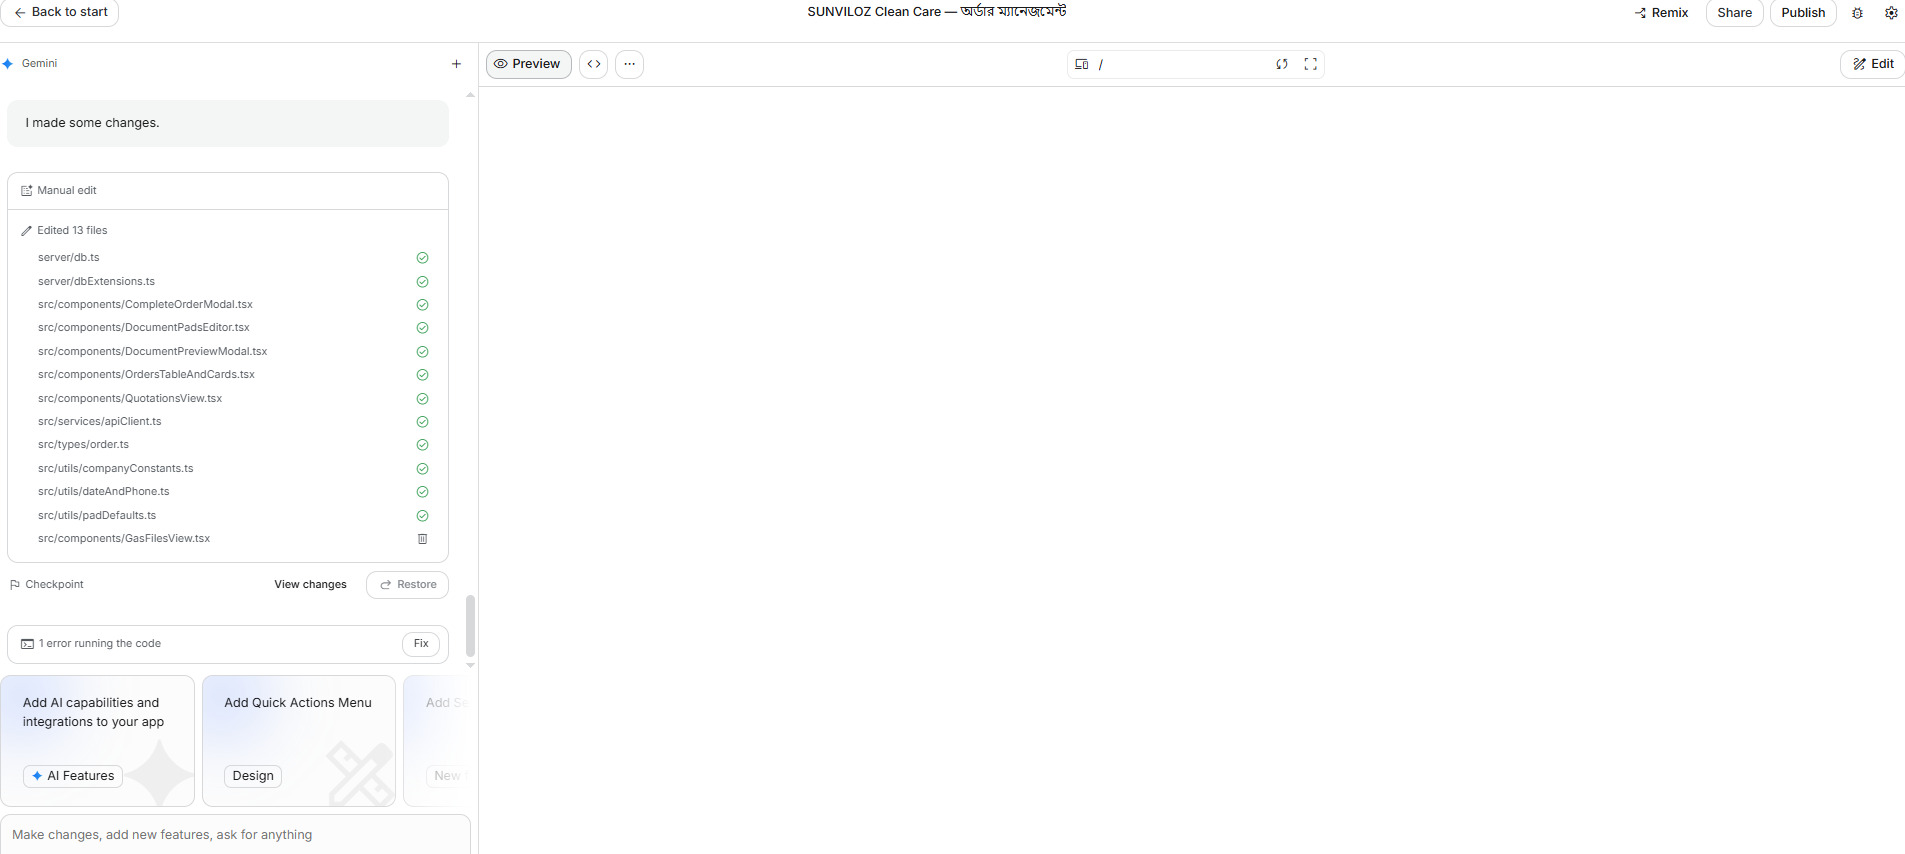 Back to start
SUNVILOZ Clean Care — অর্ডার ম্যানেজমেন্ট
Remix
Share
Publish
Gemini
Preview
/
Edit
I made some changes.
Manual edit
Edited 13 files
server/db.ts
server/dbExtensions.ts
src/components/CompleteOrderModal.tsx
src/components/DocumentPadsEditor.tsx
src/components/DocumentPreviewModal.tsx
src/components/OrdersTableAndCards.tsx
src/components/QuotationsView.tsx
src/services/apiClient.ts
src/types/order.ts
src/utils/companyConstants.ts
src/utils/dateAndPhone.ts
src/utils/padDefaults.ts
src/components/GasFilesView.tsx
Checkpoint
View changes
Restore
1 error running the code
Fix
Add AI capabilities and
integrations to your app
AI Features
Add Quick Actions Menu
Design
Add Se
New
Make changes, add new features, ask for anything